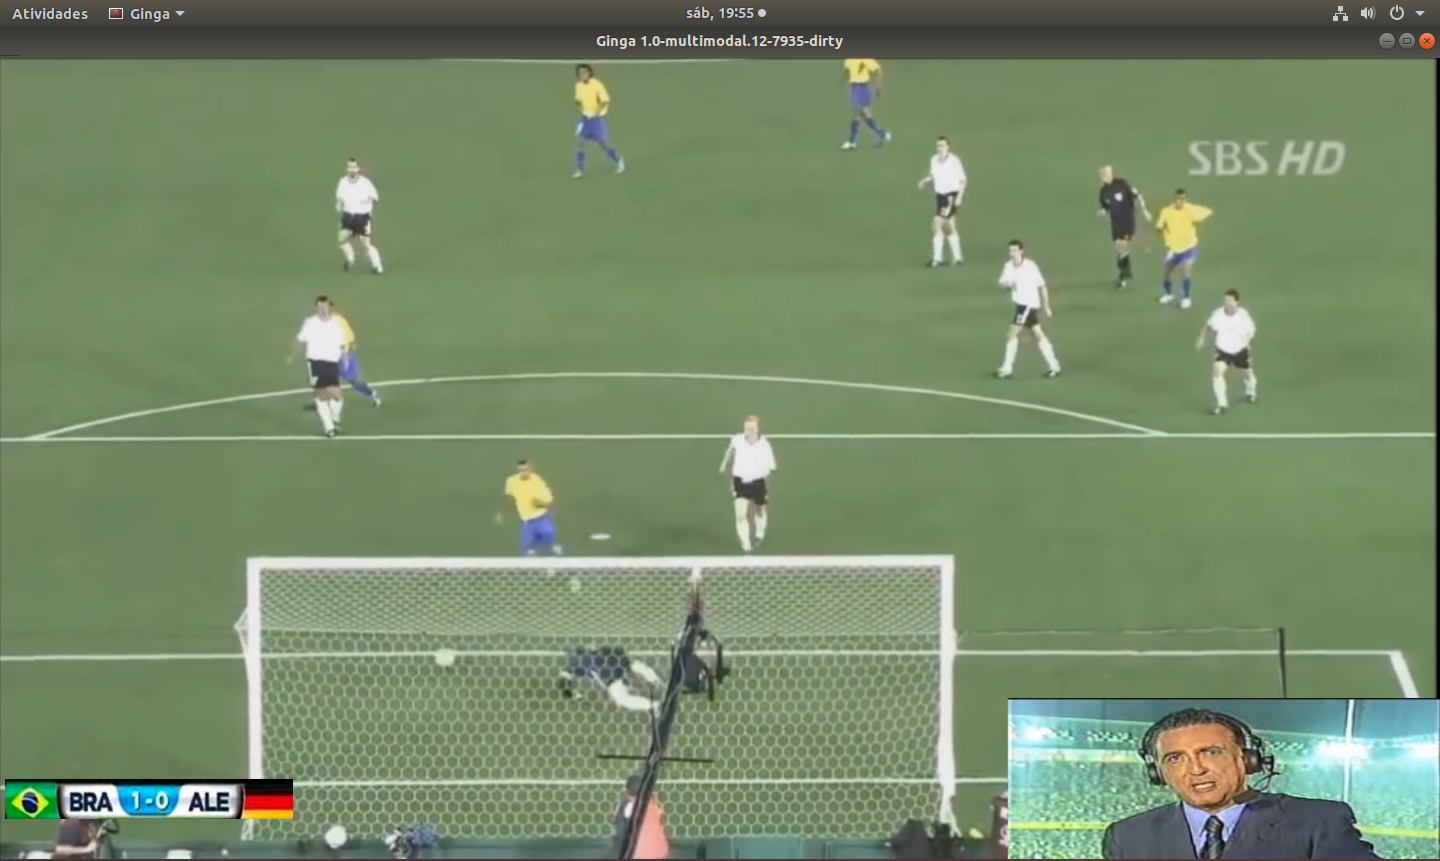 Atividades Ginga sáb, 19:55
Ginga 1.0-multimodal.12-7935-dirty
SBS HD
BRA 1-0 ALE